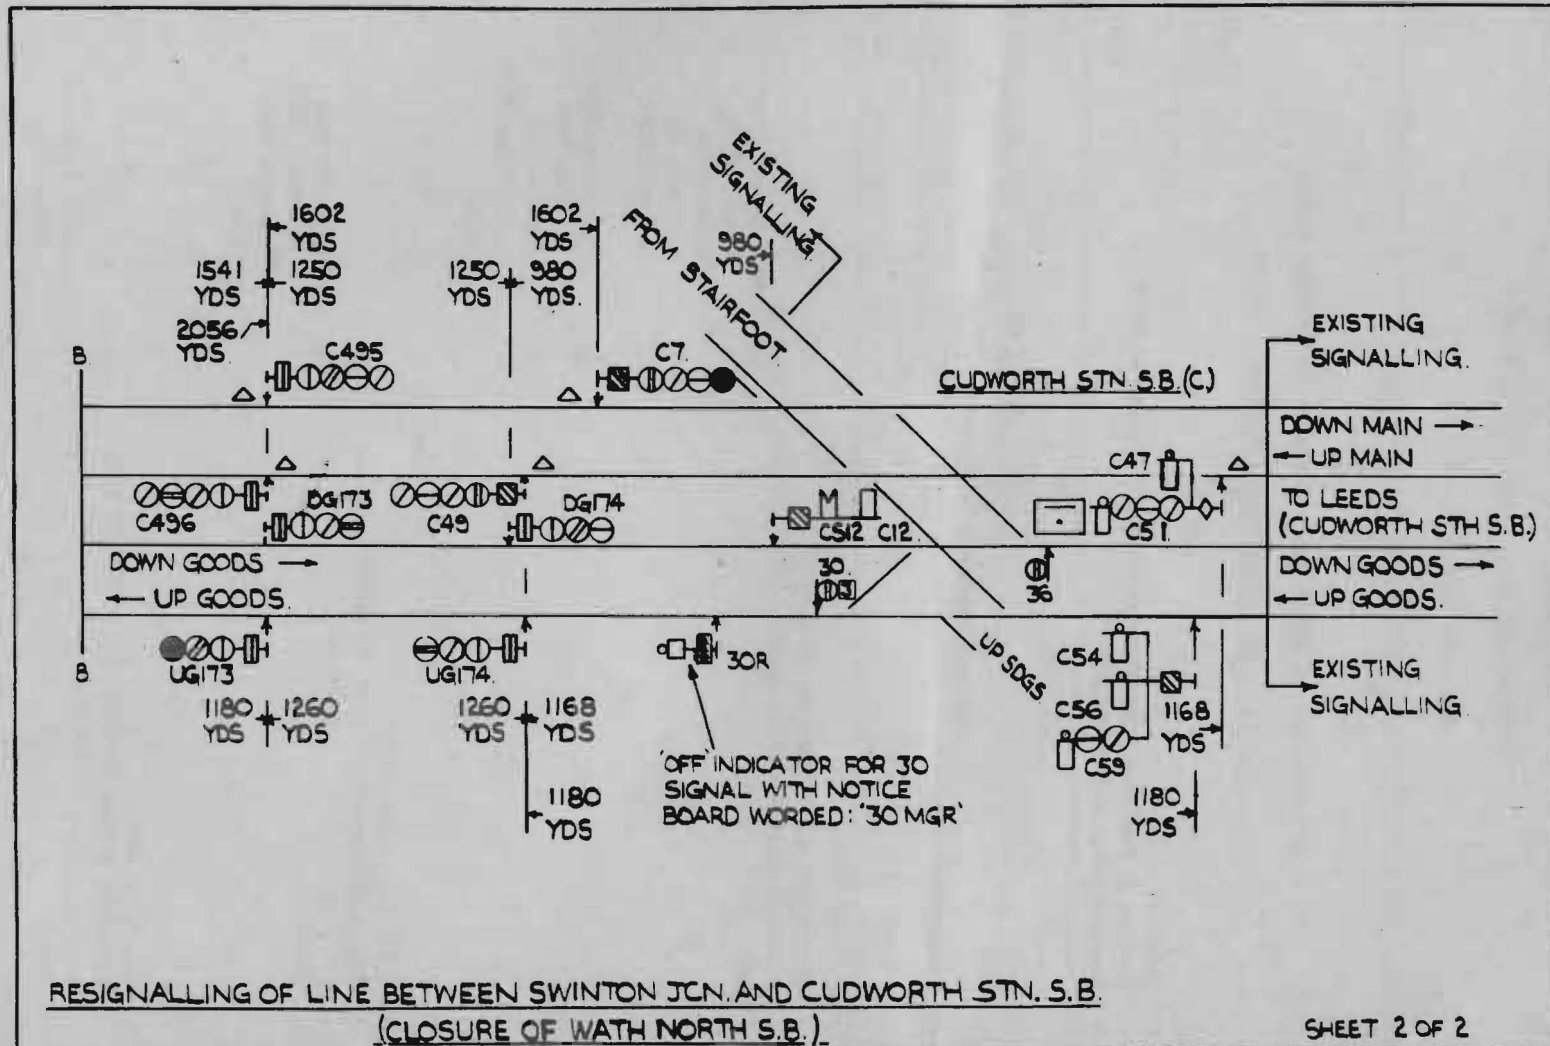 EXISTING
SIGNALLING.
FROM STAIRFOOT
980
YDS
1602
YDS
1541
YDS
1250
YDS
2056
YDS.
1250
YDS
980
YDS.
1602
YDS
B.
C495
C7.
CUDWORTH STN. S.B. (C.)
EXISTING
SIGNALLING.
DOWN MAIN →
← UP MAIN
C496
DG173
C49
DG174
M
CS12
C12.
C47
C51.
TO LEEDS
(CUDWORTH STH S.B.)
DOWN GOODS →
← UP GOODS.
30.
36
DOWN GOODS →
← UP GOODS.
B.
UG173
UG174.
30R
UP SDGS
C54
C56
C59
EXISTING
SIGNALLING
1180
YDS
1260
YDS
1260
YDS
1168
YDS
1168
YDS
1180
YDS
1180
YDS
'OFF' INDICATOR FOR 30
SIGNAL WITH NOTICE
BOARD WORDED: '30 MGR'
RESIGNALLING OF LINE BETWEEN SWINTON JCN. AND CUDWORTH STN. S.B.
(CLOSURE OF WATH NORTH S.B.)
SHEET 2 OF 2